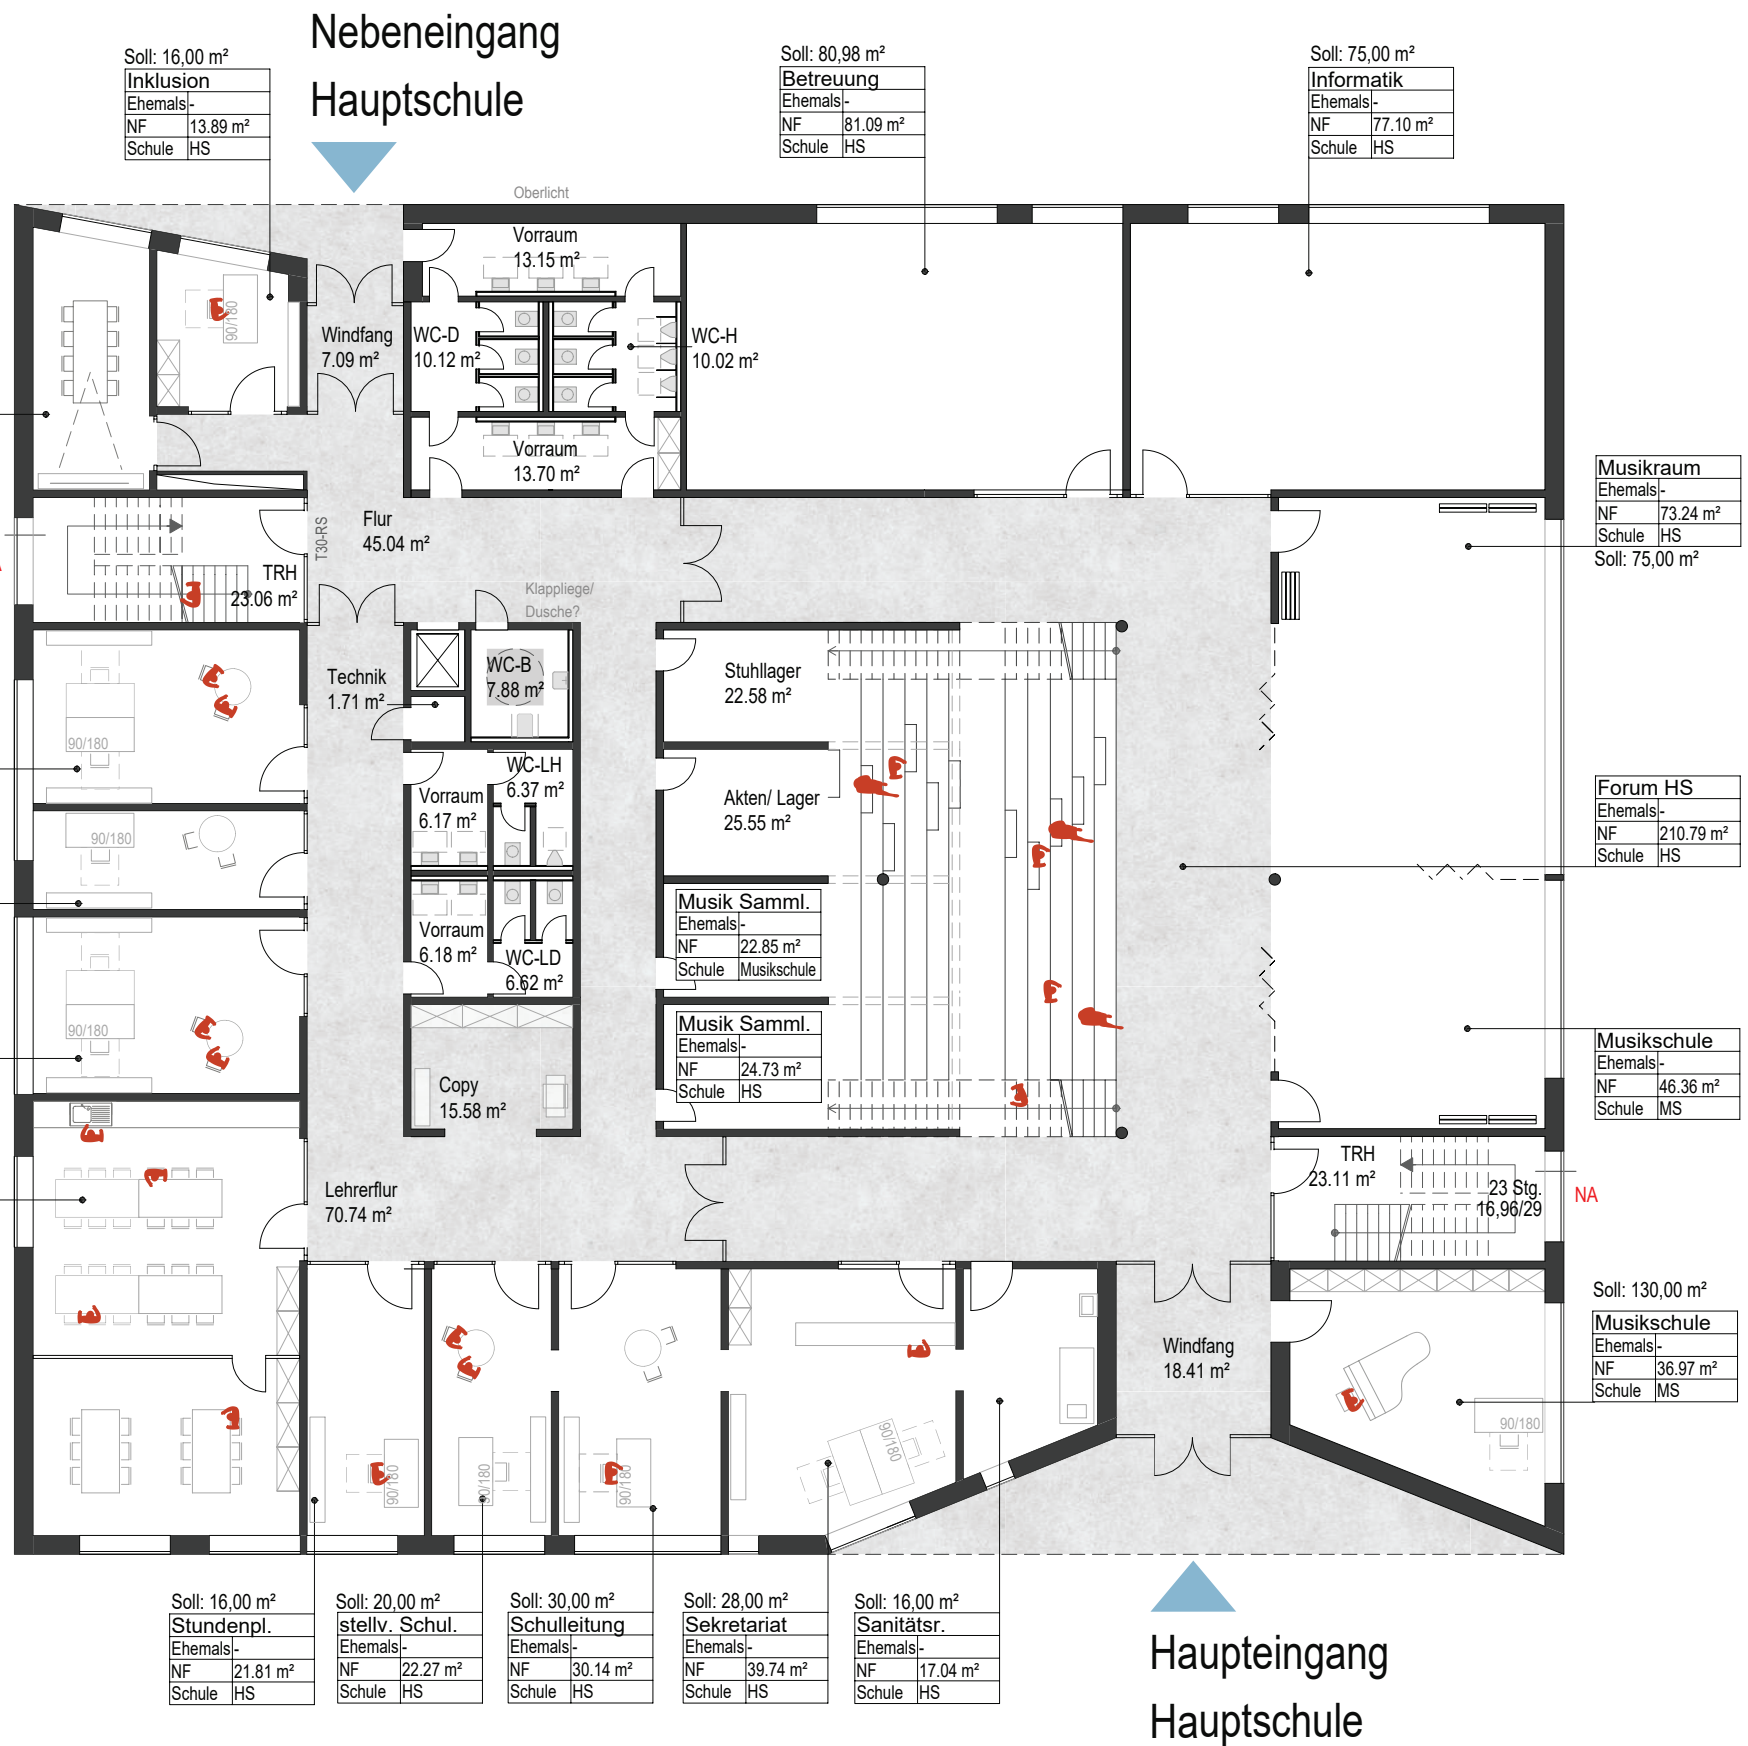 Nebeneingang
Hauptschule
Soll: 16,00 m²
Inklusion
Ehemals -
NF 13.89 m²
Schule HS
Soll: 80,98 m²
Betreuung
Ehemals -
NF 81.09 m²
Schule HS
Soll: 75,00 m²
Informatik
Ehemals -
NF 77.10 m²
Schule HS
Oberlicht
Vorraum
13.15 m²
90/180
Windfang
7.09 m²
WC-D
10.12 m²
WC-H
10.02 m²
Vorraum
13.70 m²
Musikraum
Ehemals -
NF 73.24 m²
Schule HS
Soll: 75,00 m²
T30-RS
Flur
45.04 m²
TRH
23.06 m²
Klappliege/
Dusche?
Technik
1.71 m²
WC-B
7.88 m²
Stuhllager
22.58 m²
90/180
WC-LH
6.37 m²
Vorraum
6.17 m²
Akten/ Lager
25.55 m²
Forum HS
Ehemals -
NF 210.79 m²
Schule HS
90/180
Vorraum
6.18 m²
WC-LD
6.62 m²
Musik Samml.
Ehemals -
NF 22.85 m²
Schule Musikschule
90/180
Musik Samml.
Ehemals -
NF 24.73 m²
Schule HS
Musikschule
Ehemals -
NF 46.36 m²
Schule MS
Copy
15.58 m²
TRH
23.11 m²
23 Stg.
16,96/29
NA
Lehrerflur
70.74 m²
Soll: 130,00 m²
Musikschule
Ehemals -
NF 36.97 m²
Schule MS
Windfang
18.41 m²
90/180
90/180
90/180
90/180
90/180
Soll: 16,00 m²
Stundenpl.
Ehemals -
NF 21.81 m²
Schule HS
Soll: 20,00 m²
stellv. Schul.
Ehemals -
NF 22.27 m²
Schule HS
Soll: 30,00 m²
Schulleitung
Ehemals -
NF 30.14 m²
Schule HS
Soll: 28,00 m²
Sekretariat
Ehemals -
NF 39.74 m²
Schule HS
Soll: 16,00 m²
Sanitätsr.
Ehemals -
NF 17.04 m²
Schule HS
Haupteingang
Hauptschule